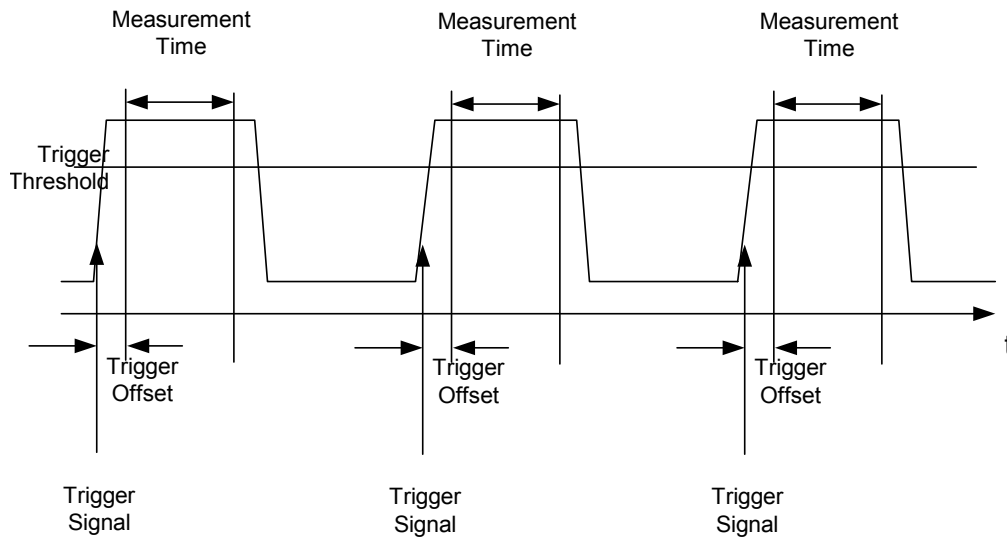 Measurement
Time
Measurement
Time
Measurement
Time
Trigger
Threshold
t
Trigger
Offset
Trigger
Offset
Trigger
Offset
Trigger
Signal
Trigger
Signal
Trigger
Signal